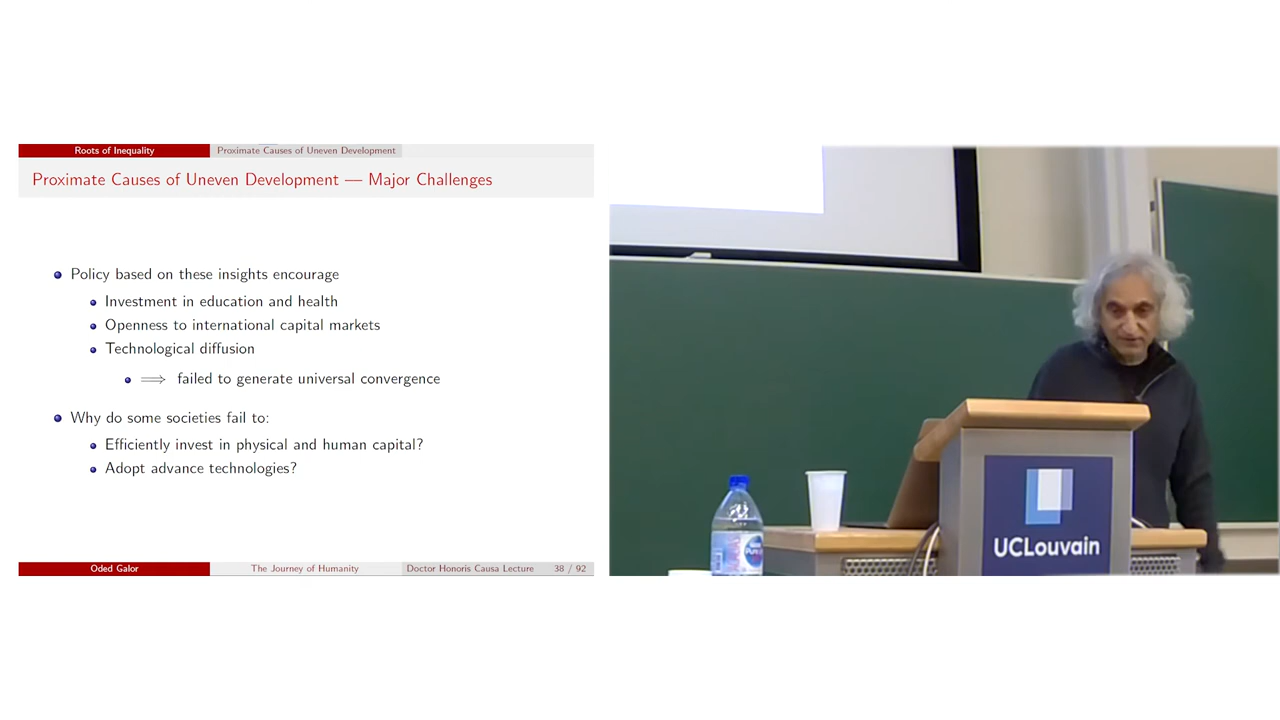 Roots of Inequality
Proximate Causes of Uneven Development
Proximate Causes of Uneven Development — Major Challenges
Policy based on these insights encourage
Investment in education and health
Openness to international capital markets
Technological diffusion
⟹ failed to generate universal convergence
Why do some societies fail to:
Efficiently invest in physical and human capital?
Adopt advance technologies?
Oded Galor
The Journey of Humanity
Doctor Honoris Causa Lecture
38 / 92
UCLouvain